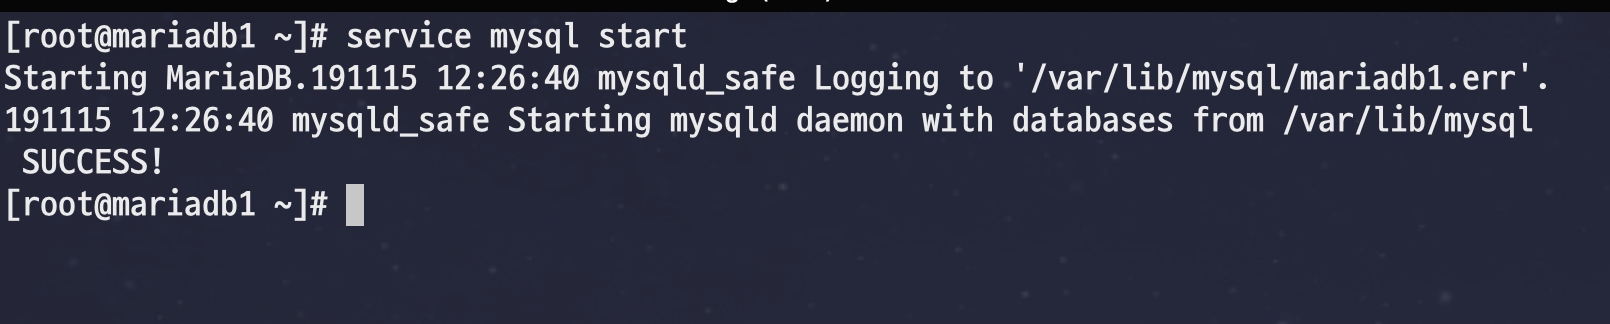 [root@mariadb1 ~]# service mysql start
Starting MariaDB.191115 12:26:40 mysqld_safe Logging to '/var/lib/mysql/mariadb1.err'.
191115 12:26:40 mysqld_safe Starting mysqld daemon with databases from /var/lib/mysql
 SUCCESS!
[root@mariadb1 ~]#